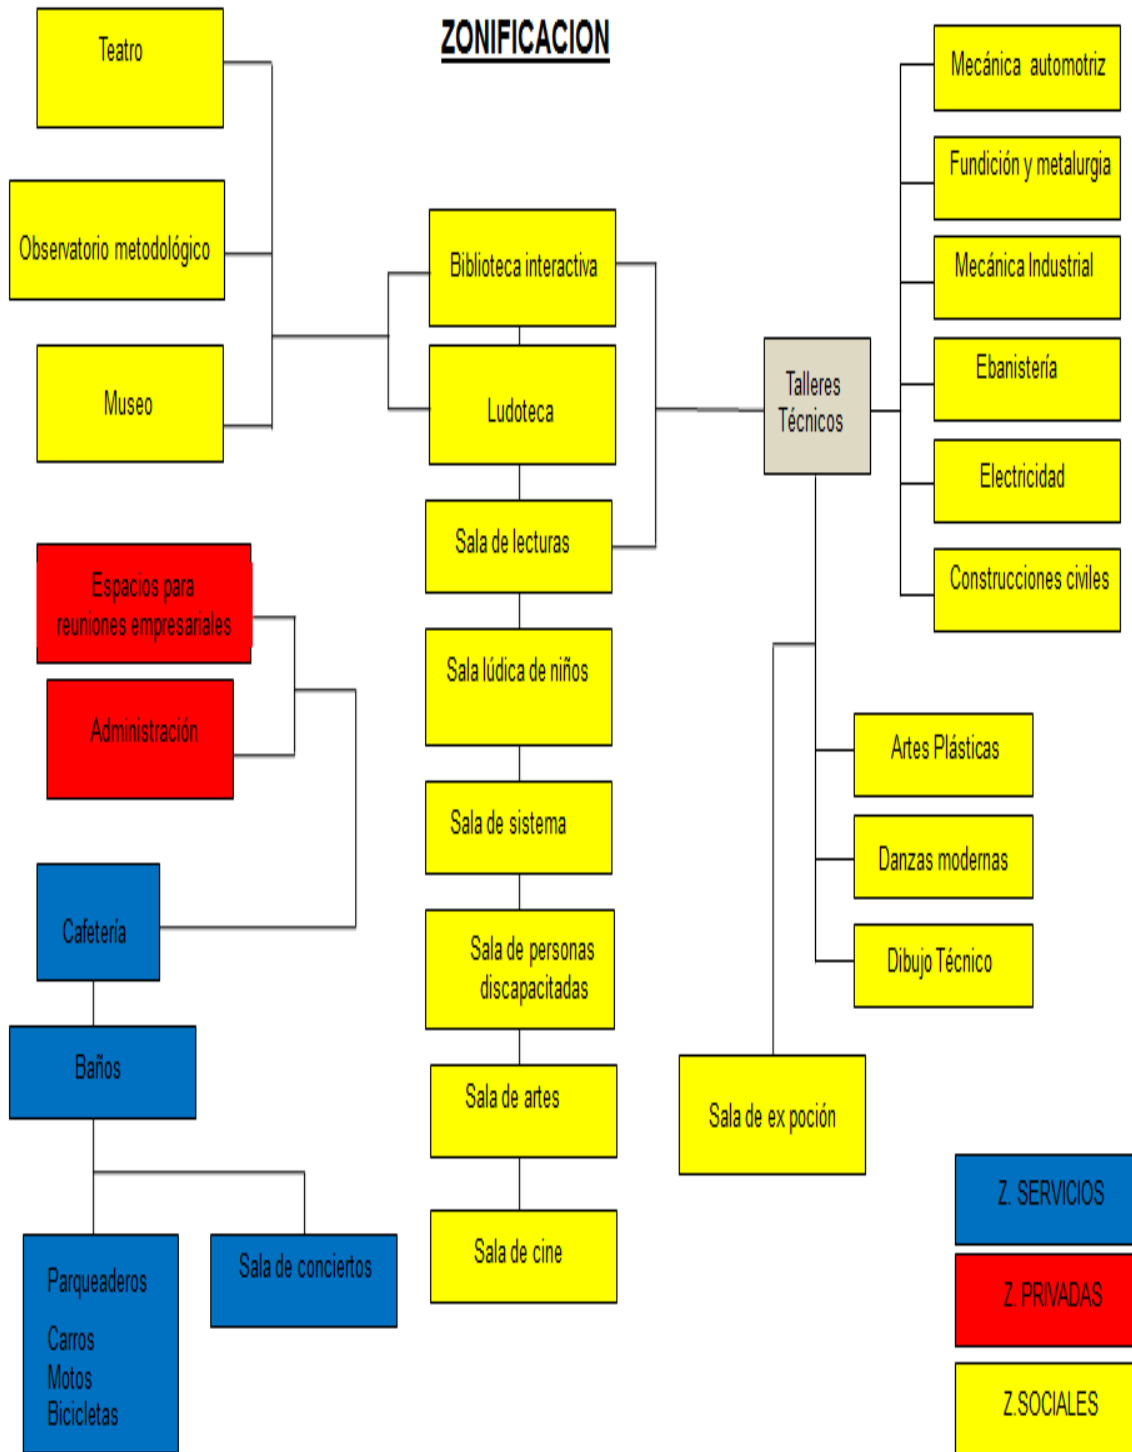 ZONIFICACION
Teatro
Observatorio metodológico
Museo
Espacios para
reuniones empresariales
Administración
Cafetería
Baños
Parqueaderos
Carros
Motos
Bicicletas
Sala de conciertos
Biblioteca interactiva
Ludoteca
Sala de lecturas
Sala lúdica de niños
Sala de sistema
Sala de personas
discapacitadas
Sala de artes
Sala de cine
Talleres
Técnicos
Mecánica automotriz
Fundición y metalurgia
Mecánica Industrial
Ebanistería
Electricidad
Construcciones civiles
Artes Plásticas
Danzas modernas
Dibujo Técnico
Sala de ex poción
Z. SERVICIOS
Z. PRIVADAS
Z.SOCIALES